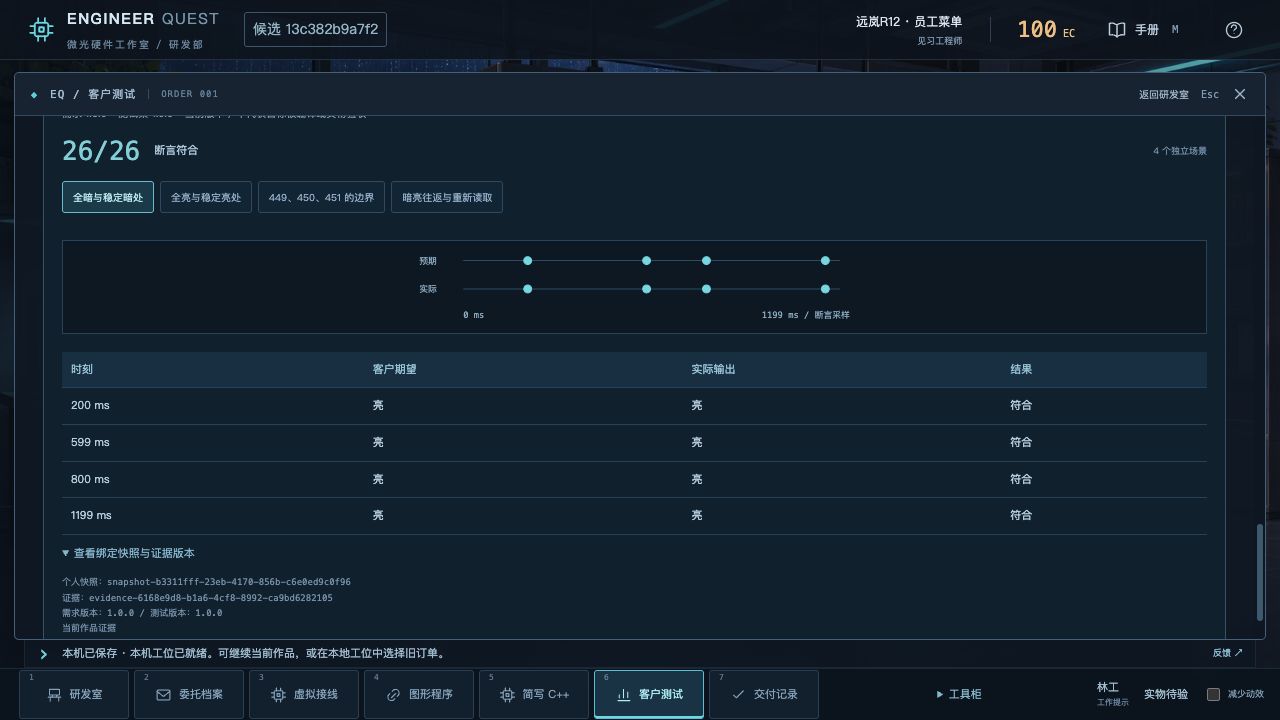 ENGINEER QUEST
微光硬件工作室 / 研发部
候选 13c382b9a7f2
远岚R12 · 员工菜单
见习工程师
100 EC
手册 M
EQ / 客户测试 ORDER 001
返回研发室 Esc
26/26 断言符合
4 个独立场景
全暗与稳定暗处 全亮与稳定亮处 449、450、451 的边界 暗亮往返与重新读取
预期
实际
0 ms 1199 ms / 断言采样
时刻 客户期望 实际输出 结果
200 ms 亮 亮 符合
599 ms 亮 亮 符合
800 ms 亮 亮 符合
1199 ms 亮 亮 符合
查看绑定快照与证据版本
个人快照: snapshot-b3311fff-23eb-4170-856b-c6e0ed9c0f96
证据: evidence-6168e9d8-b1a6-4cf8-8992-ca9bd6282105
需求版本: 1.0.0 / 测试版本: 1.0.0
当前作品证据
本机已保存 · 本机工位已就绪。可继续当前作品，或在本地工位中选择旧订单。
反馈 ↗
1 研发室 2 委托档案 3 虚拟接线 4 图形程序 5 简写 C++ 6 客户测试 7 交付记录
工具柜
林工
工作提示
实物待验
减少动效